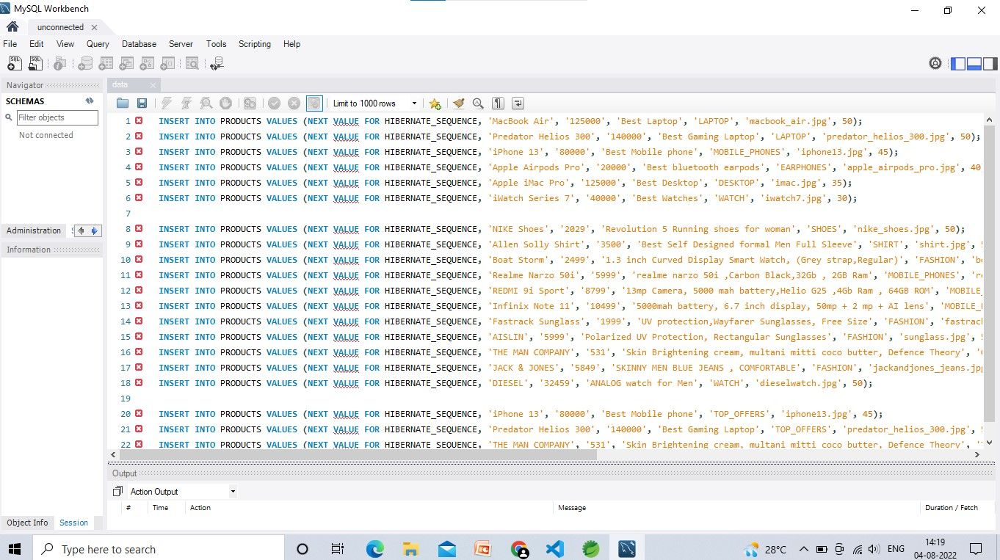 MySQL Workbench
unconnected
File Edit View Query Database Server Tools Scripting Help
Navigator
SCHEMAS
Filter objects
Not connected
Administration
Information
Object Info Session
data
Limit to 1000 rows
1 INSERT INTO PRODUCTS VALUES (NEXT VALUE FOR HIBERNATE_SEQUENCE, 'MacBook Air', '125000', 'Best Laptop', 'LAPTOP', 'macbook_air.jpg', 50);
2 INSERT INTO PRODUCTS VALUES (NEXT VALUE FOR HIBERNATE_SEQUENCE, 'Predator Helios 300', '140000', 'Best Gaming Laptop', 'LAPTOP', 'predator_helios_300.jpg', 50);
3 INSERT INTO PRODUCTS VALUES (NEXT VALUE FOR HIBERNATE_SEQUENCE, 'iPhone 13', '80000', 'Best Mobile phone', 'MOBILE_PHONES', 'iphone13.jpg', 45);
4 INSERT INTO PRODUCTS VALUES (NEXT VALUE FOR HIBERNATE_SEQUENCE, 'Apple Airpods Pro', '20000', 'Best bluetooth earpods', 'EARPHONES', 'apple_airpods_pro.jpg', 40
5 INSERT INTO PRODUCTS VALUES (NEXT VALUE FOR HIBERNATE_SEQUENCE, 'Apple iMac Pro', '125000', 'Best Desktop', 'DESKTOP', 'imac.jpg', 35);
6 INSERT INTO PRODUCTS VALUES (NEXT VALUE FOR HIBERNATE_SEQUENCE, 'iWatch Series 7', '40000', 'Best Watches', 'WATCH', 'iwatch7.jpg', 30);
7
8 INSERT INTO PRODUCTS VALUES (NEXT VALUE FOR HIBERNATE_SEQUENCE, 'NIKE Shoes', '2029', 'Revolution 5 Running shoes for woman', 'SHOES', 'nike_shoes.jpg', 50);
9 INSERT INTO PRODUCTS VALUES (NEXT VALUE FOR HIBERNATE_SEQUENCE, 'Allen Solly Shirt', '3500', 'Best Self Designed formal Men Full Sleeve', 'SHIRT', 'shirt.jpg',
10 INSERT INTO PRODUCTS VALUES (NEXT VALUE FOR HIBERNATE_SEQUENCE, 'Boat Storm', '2499', '1.3 inch Curved Display Smart Watch, (Grey strap,Regular)', 'FASHION',
11 INSERT INTO PRODUCTS VALUES (NEXT VALUE FOR HIBERNATE_SEQUENCE, 'Realme Narzo 50i', '5999', 'realme narzo 50i ,Carbon Black,32Gb , 2GB Ram', 'MOBILE_PHONES',
12 INSERT INTO PRODUCTS VALUES (NEXT VALUE FOR HIBERNATE_SEQUENCE, 'REDMI 9i Sport', '8799', '13mp Camera, 5000 mah battery,Helio G25 ,4Gb Ram , 64GB ROM', 'MOBILE_
13 INSERT INTO PRODUCTS VALUES (NEXT VALUE FOR HIBERNATE_SEQUENCE, 'Infinix Note 11', '10499', '5000mah battery, 6.7 inch display, 50mp + 2 mp + AI lens', 'MOBILE_
14 INSERT INTO PRODUCTS VALUES (NEXT VALUE FOR HIBERNATE_SEQUENCE, 'Fastrack Sunglass', '1999', 'UV protection,Wayfarer Sunglasses, Free Size', 'FASHION', 'fastrac
15 INSERT INTO PRODUCTS VALUES (NEXT VALUE FOR HIBERNATE_SEQUENCE, 'AISLIN', '5999', 'Polarized UV Protection, Rectangular Sunglasses', 'FASHION', 'sunglass.jpg',
16 INSERT INTO PRODUCTS VALUES (NEXT VALUE FOR HIBERNATE_SEQUENCE, 'THE MAN COMPANY', '531', 'Skin Brightening cream, multani mitti coco butter, Defence Theory',
17 INSERT INTO PRODUCTS VALUES (NEXT VALUE FOR HIBERNATE_SEQUENCE, 'JACK & JONES', '5849', 'SKINNY MEN BLUE JEANS , COMFORTABLE', 'FASHION', 'jackandjones_jeans.jp
18 INSERT INTO PRODUCTS VALUES (NEXT VALUE FOR HIBERNATE_SEQUENCE, 'DIESEL', '32459', 'ANALOG watch for Men', 'WATCH', 'dieselwatch.jpg', 50);
19
20 INSERT INTO PRODUCTS VALUES (NEXT VALUE FOR HIBERNATE_SEQUENCE, 'iPhone 13', '80000', 'Best Mobile phone', 'TOP_OFFERS', 'iphone13.jpg', 45);
21 INSERT INTO PRODUCTS VALUES (NEXT VALUE FOR HIBERNATE_SEQUENCE, 'Predator Helios 300', '140000', 'Best Gaming Laptop', 'TOP_OFFERS', 'predator_helios_300.jpg',
22 INSERT INTO PRODUCTS VALUES (NEXT VALUE FOR HIBERNATE_SEQUENCE, 'THE MAN COMPANY', '531', 'Skin Brightening cream, multani mitti coco butter, Defence Theory',
Output
Action Output
# Time Action Message Duration / Fetch
Type here to search
28°C ENG 14:19
04-08-2022